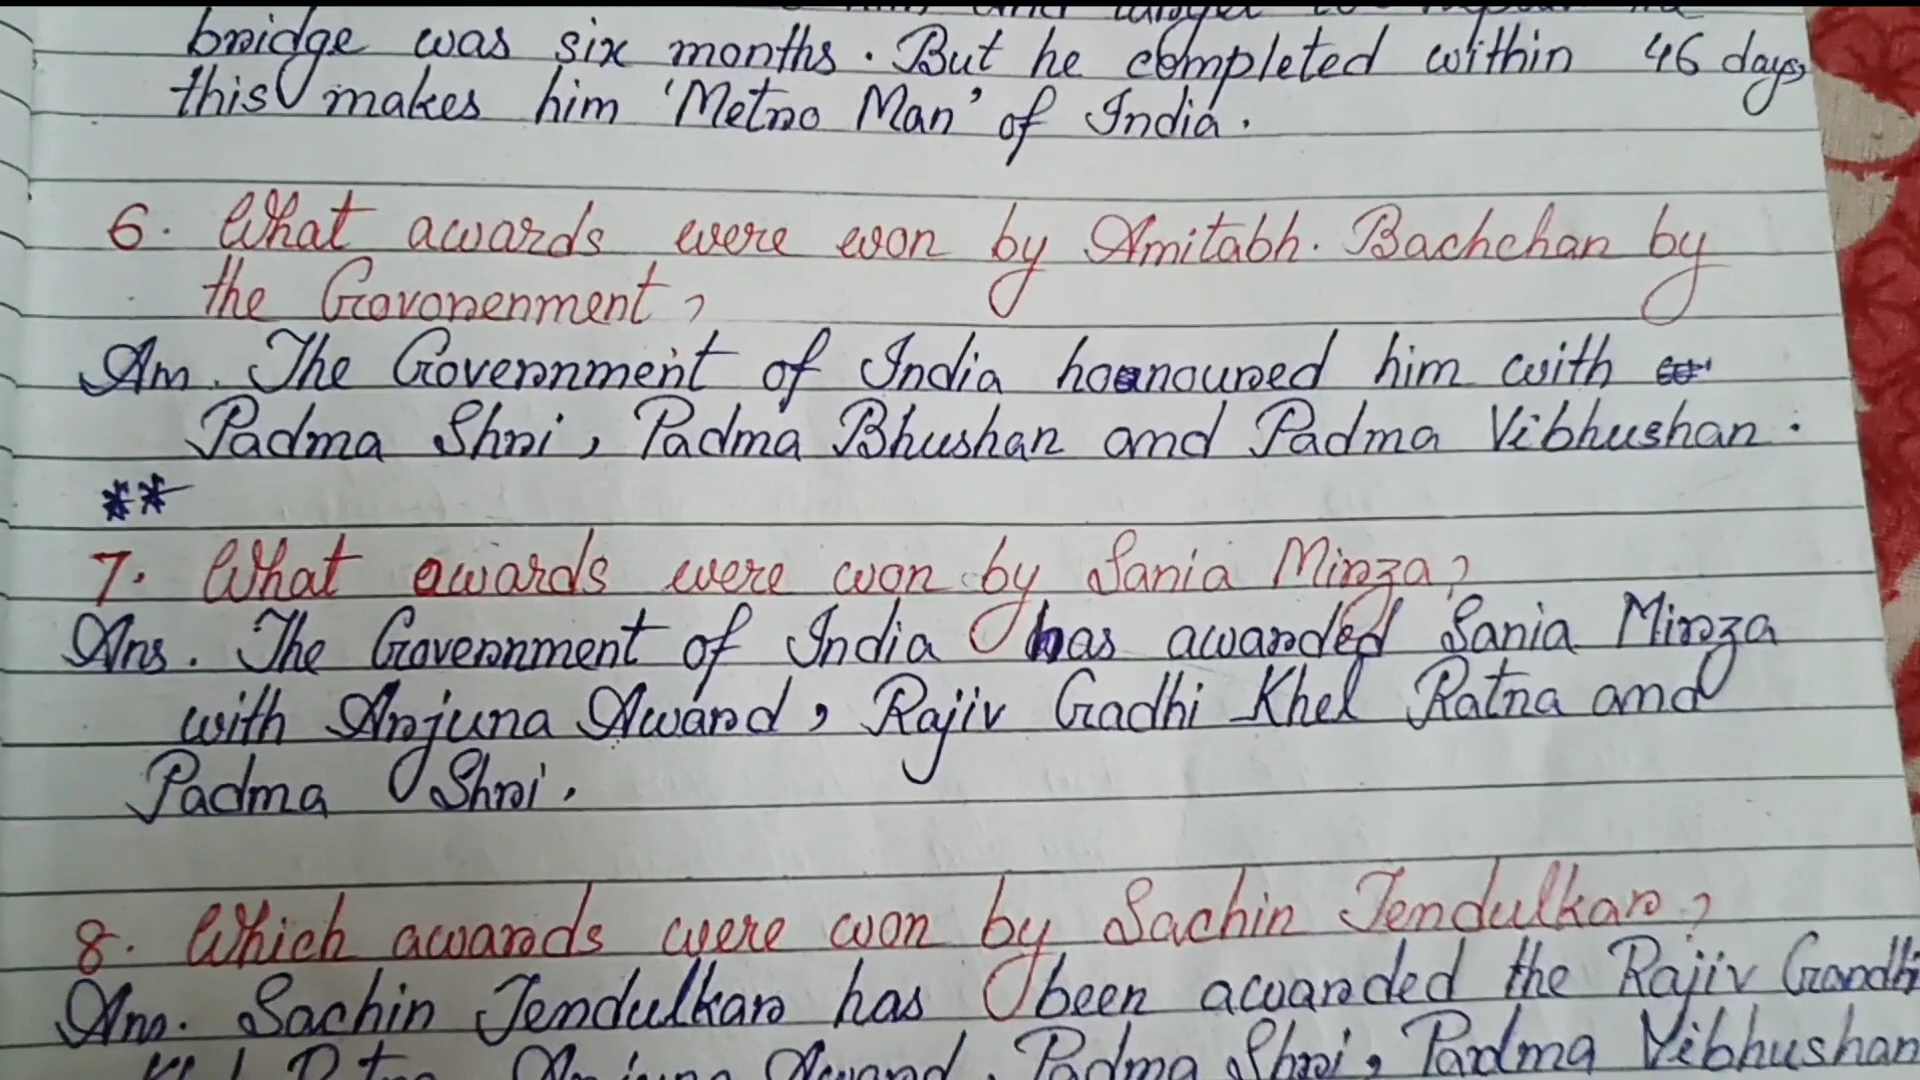 bridge was six months. But he completed within 46 days,
this makes him 'Metro Man' of India.
6. What awards were won by Amitabh. Bachchan by
the Gravorenment?
Am. The Government of India honoured him with
Padma Shri, Padma Bhushan and Padma Vibhushan.
**
7. What awards were won by Sania Mirza?
Ans. The Government of India has awarded Sania Mirza
with Arjuna Award, Rajiv Gadhi Khel Ratna and
Padma Shri.
8. Which awards were won by Sachin Tendulkar?
Ans. Sachin Tendulkar has been awarded the Rajiv Gandhi
Padma Shri, Padma Vibhushan